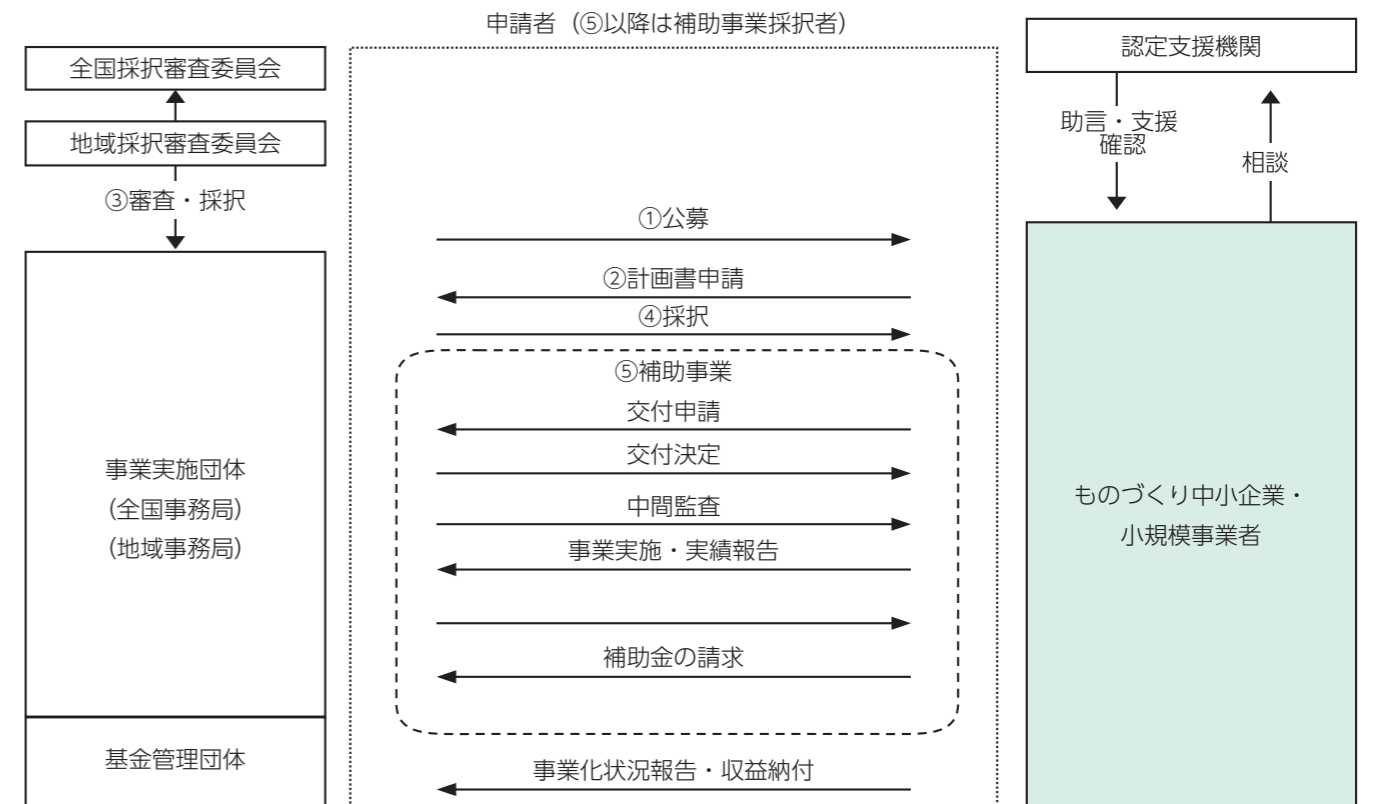 申請者（⑤以降は補助事業採択者）
全国採択審査委員会
地域採択審査委員会
③審査・採択
事業実施団体
（全国事務局）
（地域事務局）
基金管理団体
①公募
②計画書申請
④採択
⑤補助事業
交付申請
交付決定
中間監査
事業実施・実績報告
補助金の請求
事業化状況報告・収益納付
認定支援機関
助言・支援
確認
相談
ものづくり中小企業・
小規模事業者